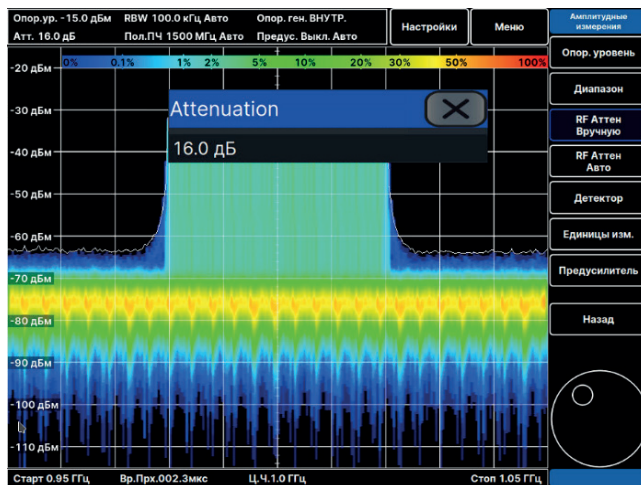 Опор.ур. -15.0 дБм RBW 100.0 кГц Авто Опор. ген. ВНУТР.
Атт. 16.0 дБ Пол.ПЧ 1500 МГц Авто Предус. Выкл. Авто
Настройки
Меню
Амплитудные
измерения
0% 0.1% 1% 2% 5% 10% 20% 30% 50% 100%
-20 дБм
-30 дБм
-40 дБм
-50 дБм
-60 дБм
-70 дБм
-80 дБм
-90 дБм
-100 дБм
-110 дБм
Attenuation
16.0 дБ
Опор. уровень
Диапазон
RF Аттен
Вручную
RF Аттен
Авто
Детектор
Единицы изм.
Предусилитель
Назад
Старт 0.95 ГГц Вр.Прх.002.3мкс Ц.Ч.1.0 ГГц Стоп 1.05 ГГц